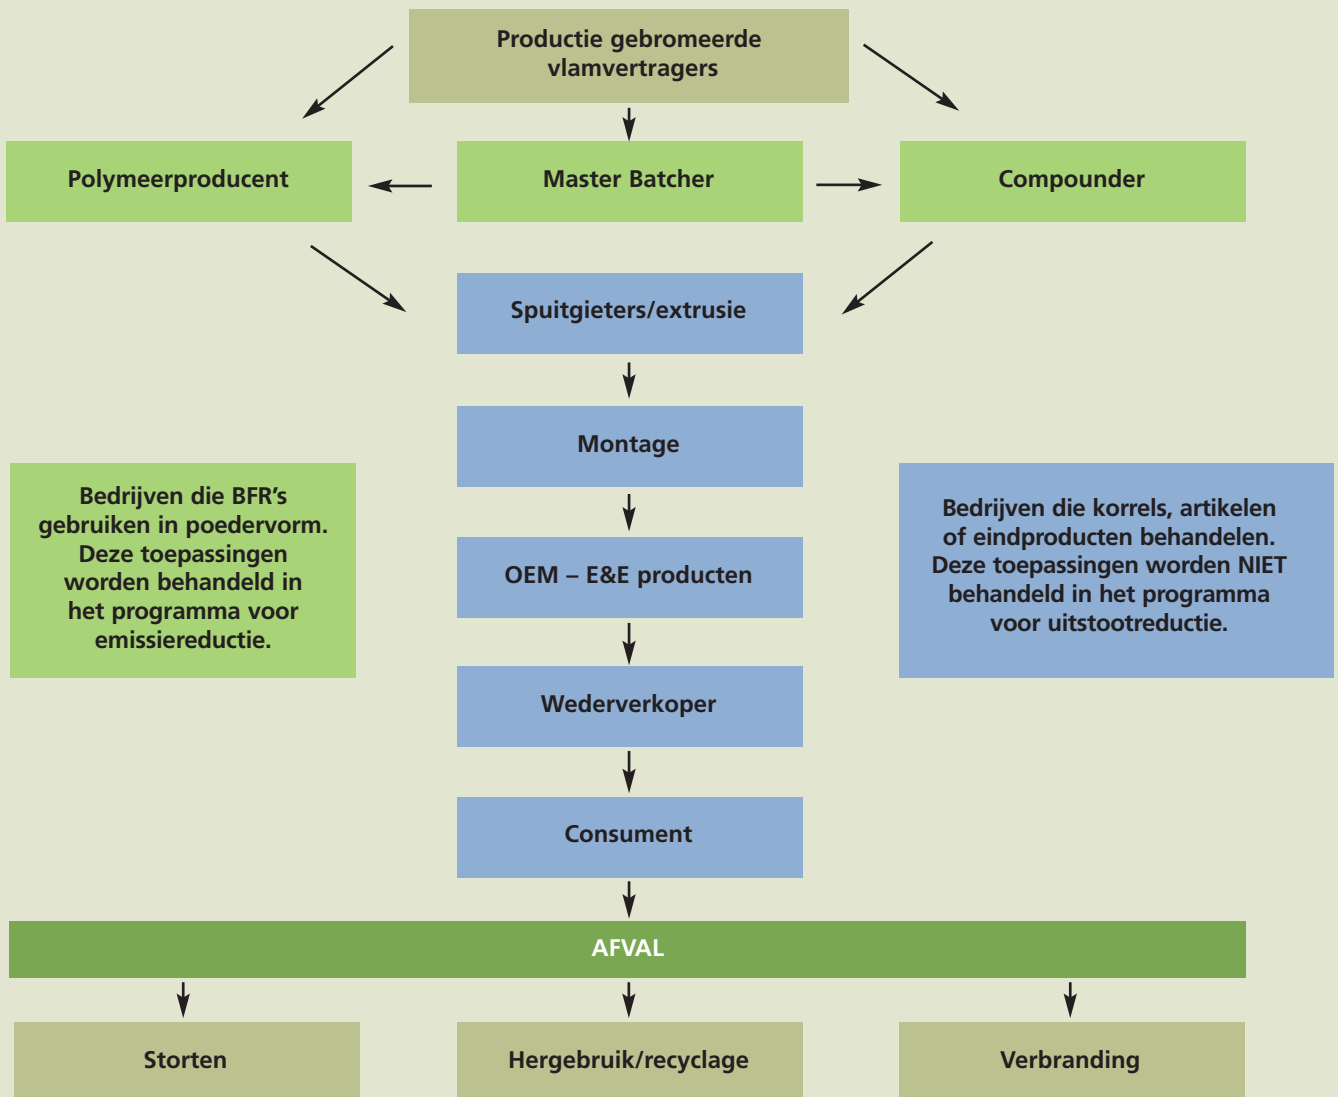 Productie gebromeerde
vlamvertragers
Polymeerproducent
Master Batcher
Compounder
Spuitgieters/extrusie
Montage
Bedrijven die BFR's
gebruiken in poedervorm.
Deze toepassingen
worden behandeld in
het programma voor
emissiereductie.
Bedrijven die korrels, artikelen
of eindproducten behandelen.
Deze toepassingen worden NIET
behandeld in het programma
voor uitstootreductie.
OEM – E&E producten
Wederverkoper
Consument
AFVAL
Storten
Hergebruik/recyclage
Verbranding